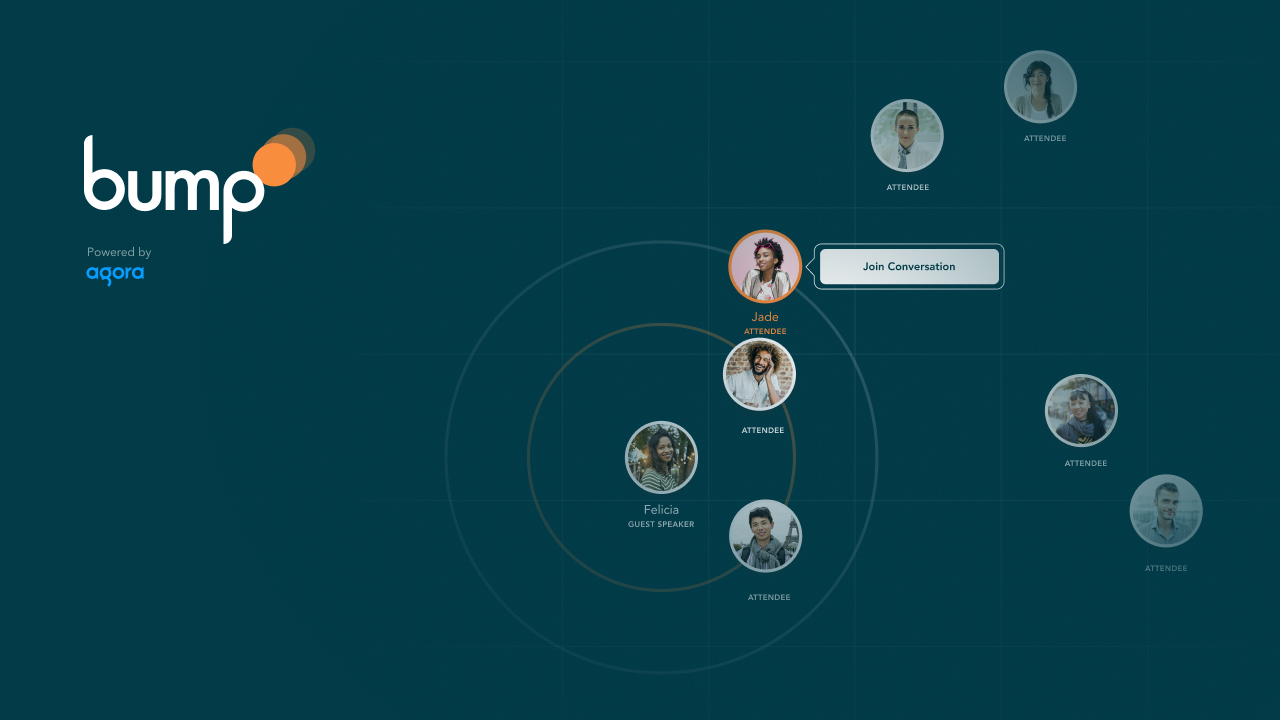 bump
Powered by
agora
ATTENDEE
ATTENDEE
Join Conversation
Jade
ATTENDEE
ATTENDEE
ATTENDEE
Felicia
GUEST SPEAKER
ATTENDEE
ATTENDEE